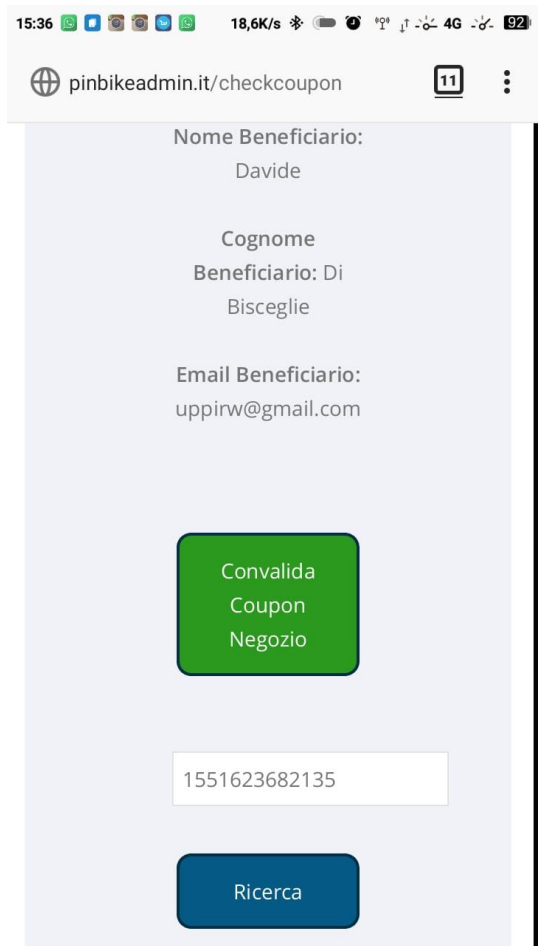 15:36 18,6K/s 4G 92
pinbikeadmin.it/checkcoupon 11
Nome Beneficiario:
Davide
Cognome
Beneficiario: Di
Bisceglie
Email Beneficiario:
uppirw@gmail.com
Convalida
Coupon
Negozio
1551623682135
Ricerca